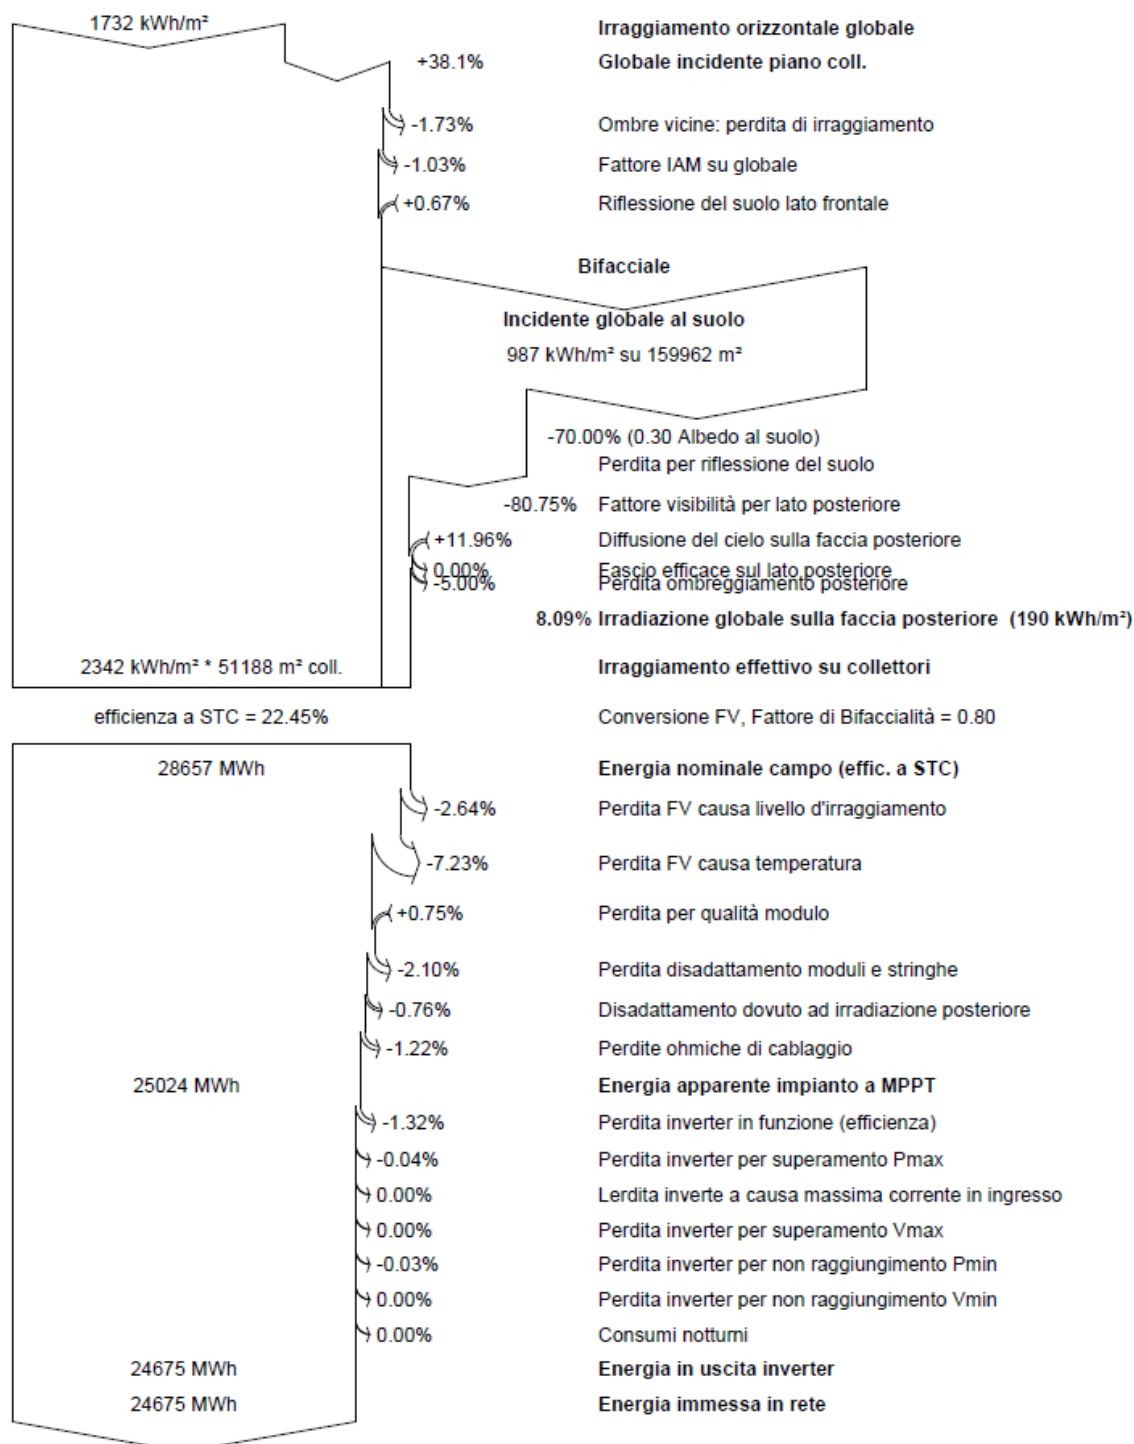 1732 kWh/m² Irraggiamento orizzontale globale
+38.1% Globale incidente piano coll.
-1.73% Ombre vicine: perdita di irraggiamento
-1.03% Fattore IAM su globale
+0.67% Riflessione del suolo lato frontale
Bifacciale
Incidente globale al suolo
987 kWh/m² su 159962 m²
-70.00% (0.30 Albedo al suolo)
Perdita per riflessione del suolo
-80.75% Fattore visibilità per lato posteriore
+11.96% Diffusione del cielo sulla faccia posteriore
0.00% Fascio efficace sul lato posteriore
-5.00% Perdita ombreggiamento posteriore
8.09% Irradiazione globale sulla faccia posteriore (190 kWh/m²)
2342 kWh/m² * 51188 m² coll. Irraggiamento effettivo su collettori
efficienza a STC = 22.45% Conversione FV, Fattore di Bifaccialità = 0.80
28657 MWh Energia nominale campo (effic. a STC)
-2.64% Perdita FV causa livello d'irraggiamento
-7.23% Perdita FV causa temperatura
+0.75% Perdita per qualità modulo
-2.10% Perdita disadattamento moduli e stringhe
-0.76% Disadattamento dovuto ad irradiazione posteriore
-1.22% Perdite ohmiche di cablaggio
25024 MWh Energia apparente impianto a MPPT
-1.32% Perdita inverter in funzione (efficienza)
-0.04% Perdita inverter per superamento Pmax
0.00% Lerdita inverte a causa massima corrente in ingresso
0.00% Perdita inverter per superamento Vmax
-0.03% Perdita inverter per non raggiungimento Pmin
0.00% Perdita inverter per non raggiungimento Vmin
0.00% Consumi notturni
24675 MWh Energia in uscita inverter
24675 MWh Energia immessa in rete